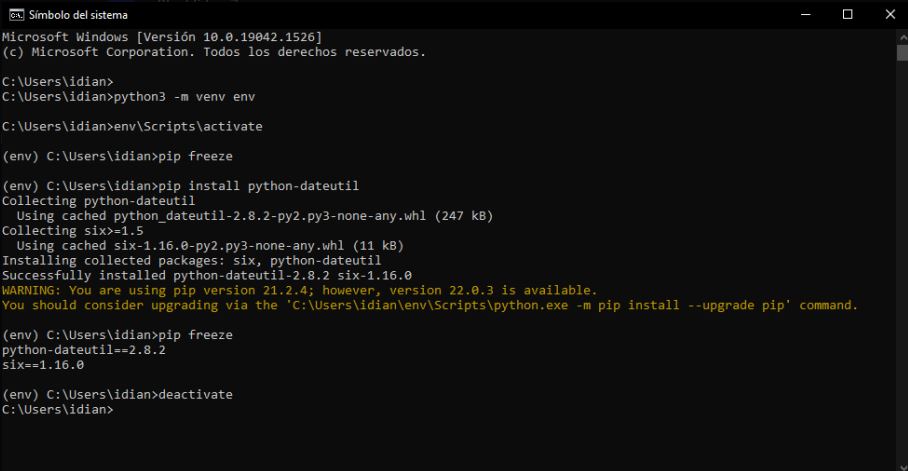 Símbolo del sistema
Microsoft Windows [Versión 10.0.19042.1526]
(c) Microsoft Corporation. Todos los derechos reservados.
C:\Users\idian>
C:\Users\idian>python3 -m venv env
C:\Users\idian>env\Scripts\activate
(env) C:\Users\idian>pip freeze
(env) C:\Users\idian>pip install python-dateutil
Collecting python-dateutil
  Using cached python_dateutil-2.8.2-py2.py3-none-any.whl (247 kB)
Collecting six>=1.5
  Using cached six-1.16.0-py2.py3-none-any.whl (11 kB)
Installing collected packages: six, python-dateutil
Successfully installed python-dateutil-2.8.2 six-1.16.0
WARNING: You are using pip version 21.2.4; however, version 22.0.3 is available.
You should consider upgrading via the 'C:\Users\idian\env\Scripts\python.exe -m pip install --upgrade pip' command.
(env) C:\Users\idian>pip freeze
python-dateutil==2.8.2
six==1.16.0
(env) C:\Users\idian>deactivate
C:\Users\idian>